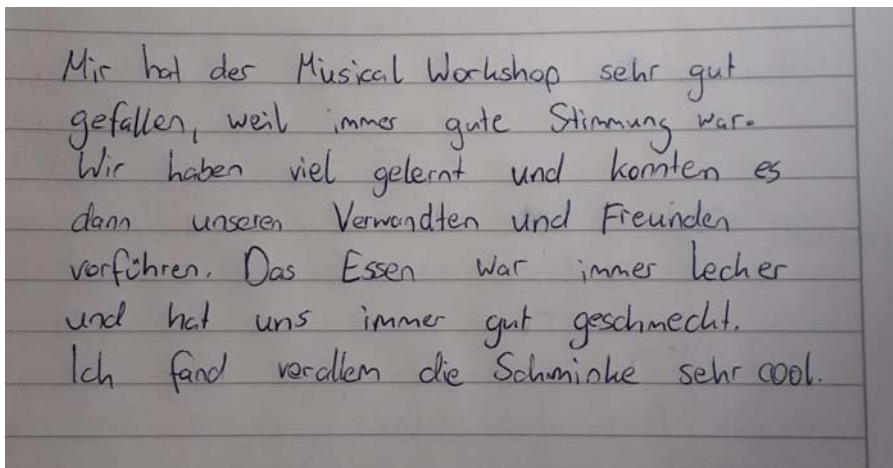 Mir hat der Musical Workshop sehr gut
gefallen, weil immer gute Stimmung war.
Wir haben viel gelernt und konnten es
dann unseren Verwandten und Freunden
vorführen. Das Essen war immer lecher
und hat uns immer gut geschmecht.
Ich fand vorallem die Schminke sehr cool.